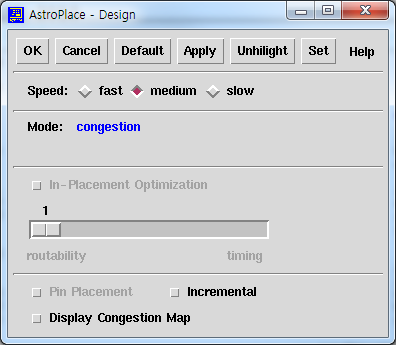 AstroPlace - Design
OK Cancel Default Apply Unhilight Set Help
Speed: fast medium slow
Mode: congestion
In-Placement Optimization
1
routability timing
Pin Placement Incremental
Display Congestion Map